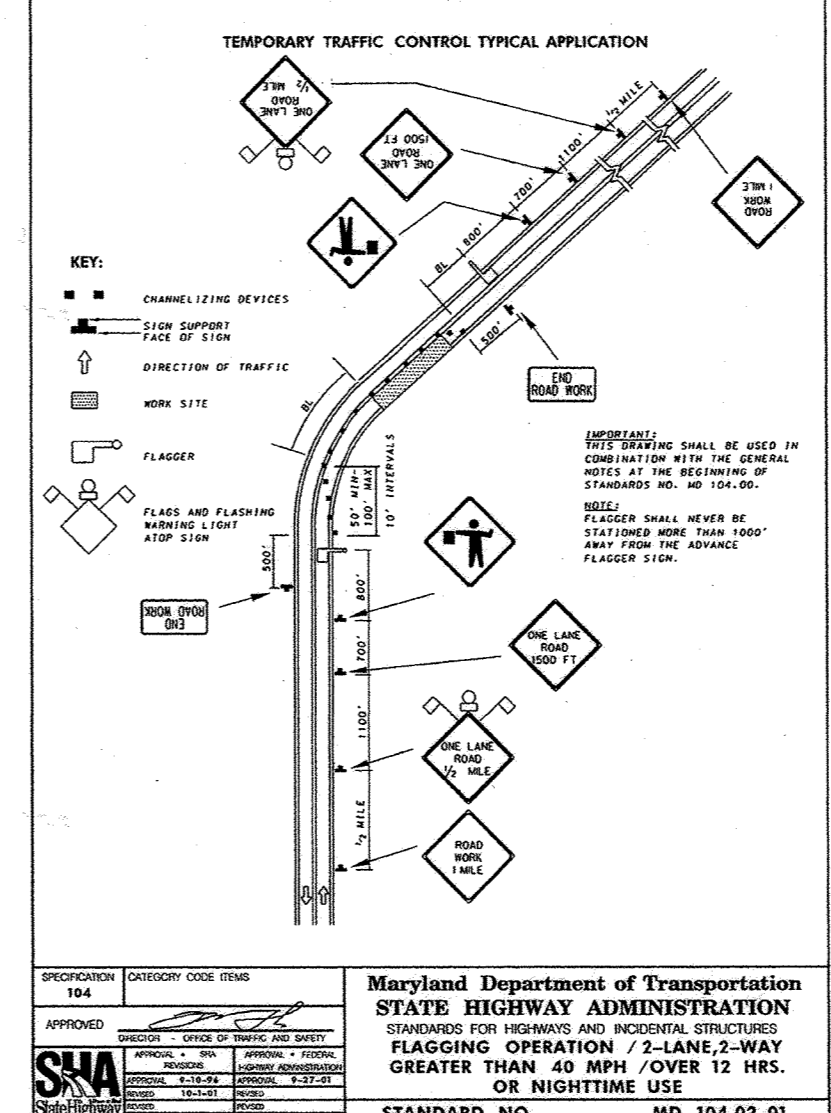 TEMPORARY TRAFFIC CONTROL TYPICAL APPLICATION
ONE LANE
ROAD
1/2 MILE
ONE LANE
ROAD
1500 FT
1/2 MILE
1100'
700'
800'
BL
ROAD
WORK
1 MILE
KEY:
CHANNELIZING DEVICES
SIGN SUPPORT
FACE OF SIGN
DIRECTION OF TRAFFIC
WORK SITE
FLAGGER
FLAGS AND FLASHING
WARNING LIGHT
ATOP SIGN
BL
500'
END
ROAD WORK
IMPORTANT:
THIS DRAWING SHALL BE USED IN
COMBINATION WITH THE GENERAL
NOTES AT THE BEGINNING OF
STANDARDS NO. MD 104.00.
NOTE:
FLAGGER SHALL NEVER BE
STATIONED MORE THAN 1000'
AWAY FROM THE ADVANCE
FLAGGER SIGN.
50' MIN-
100' MAX
10' INTERVALS
500'
END
ROAD WORK
800'
700'
1100'
1/2 MILE
ONE LANE
ROAD
1500 FT
ONE LANE
ROAD
1/2 MILE
ROAD
WORK
1 MILE
SPECIFICATION
104
CATEGORY CODE ITEMS
APPROVED
DIRECTOR - OFFICE OF TRAFFIC AND SAFETY
SHA
State Highway
APPROVAL • SHA
REVISIONS
APPROVAL • FEDERAL
HIGHWAY ADMINISTRATION
APPROVAL 9-10-96
APPROVAL 9-27-01
REVISED 10-1-01
REVISED
REVISED
REVISED
Maryland Department of Transportation
STATE HIGHWAY ADMINISTRATION
STANDARDS FOR HIGHWAYS AND INCIDENTAL STRUCTURES
FLAGGING OPERATION / 2-LANE,2-WAY
GREATER THAN 40 MPH /OVER 12 HRS.
OR NIGHTTIME USE
STANDARD NO. MD 104.02-01